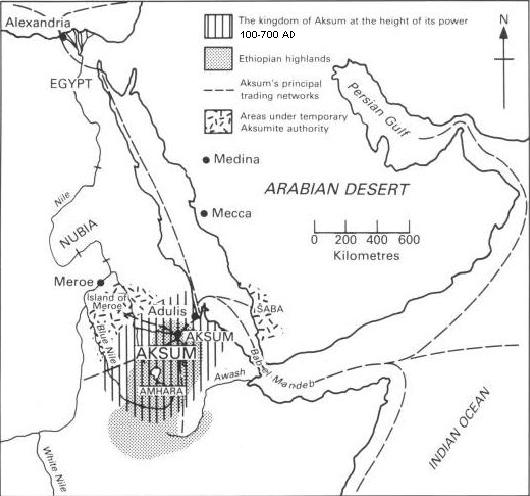 Alexandria
EGYPT
The kingdom of Aksum at the height of its power
100-700 AD
Ethiopian highlands
Aksum's principal
trading networks
Areas under temporary
Aksumite authority
N
Persian Gulf
Medina
ARABIAN DESERT
Mecca
0 200 400 600
Kilometres
Nile
NUBIA
Meroe
Island of
Meroe
Adulis
SABA
AKSUM
AKSUM
Blue Nile
AMHARA
Awash
Bab el Mandeb
White Nile
INDIAN OCEAN